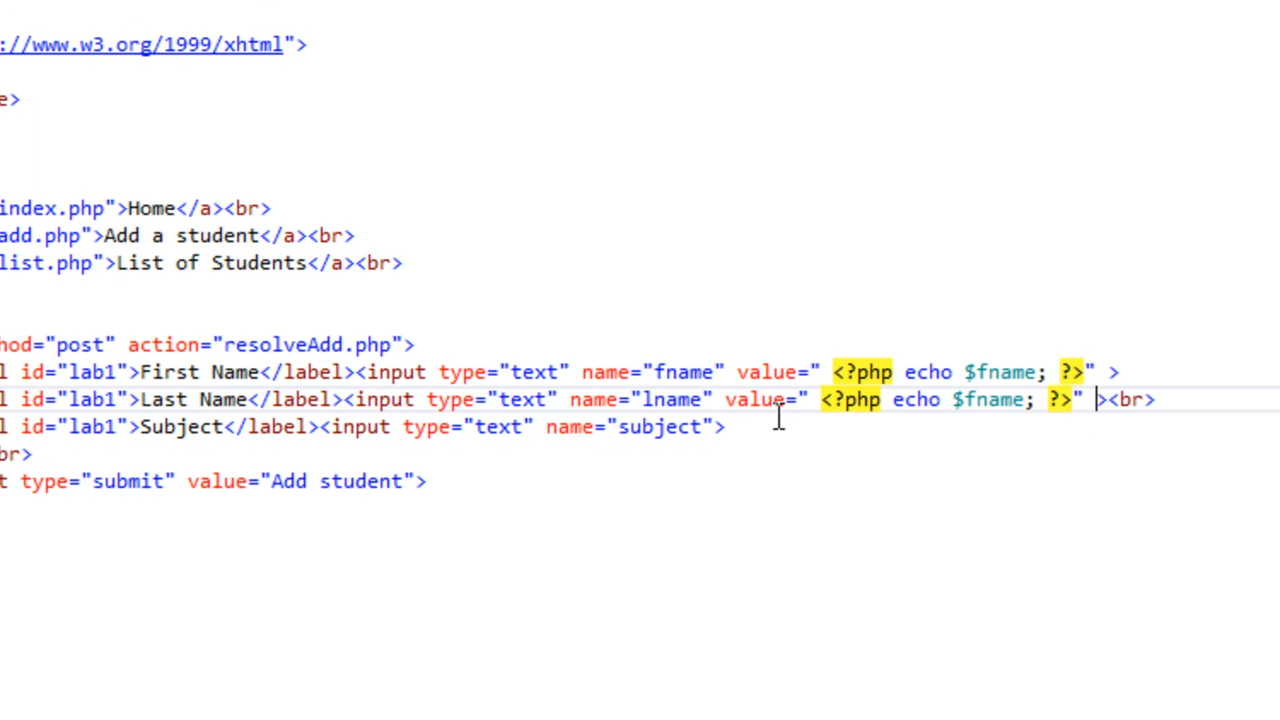 ://www.w3.org/1999/xhtml">
e>
index.php">Home</a><br>
add.php">Add a student</a><br>
list.php">List of Students</a><br>
hod="post" action="resolveAdd.php">
l id="lab1">First Name</label><input type="text" name="fname" value=" <?php echo $fname; ?>" >
l id="lab1">Last Name</label><input type="text" name="lname" value=" <?php echo $fname; ?>" ><br>
l id="lab1">Subject</label><input type="text" name="subject">
br>
t type="submit" value="Add student">